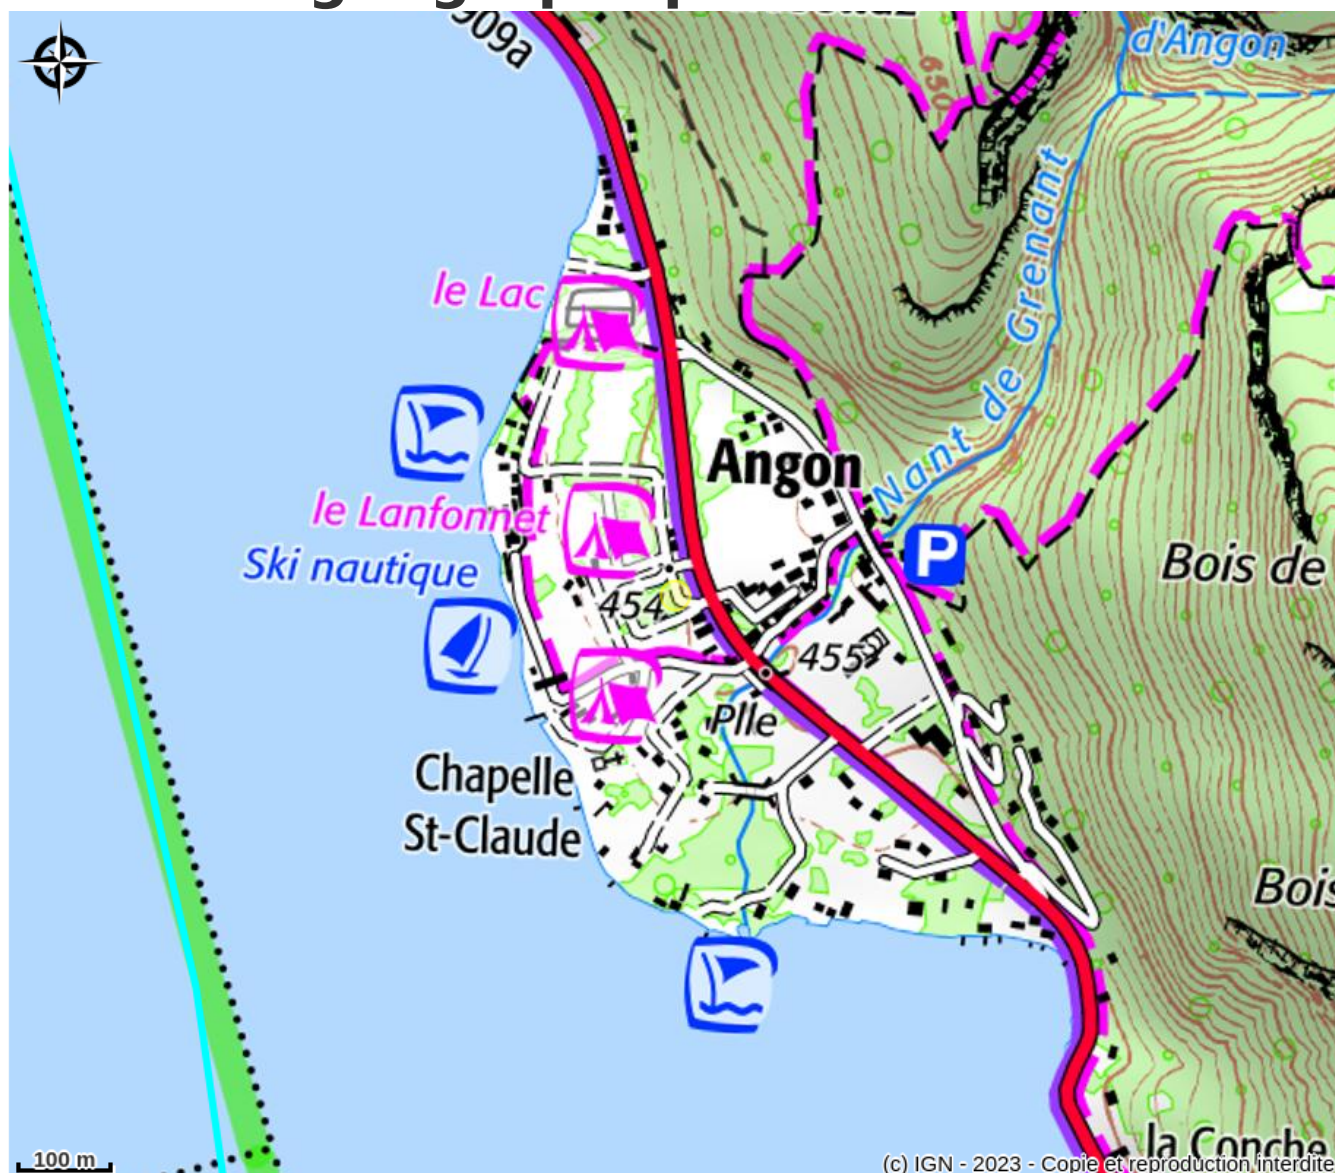 909a
d'Angon
650
Nant de Grenant
le Lac
Angon
le Lanfonnet
Ski nautique
P
Bois de
454
455
Plle
Chapelle
St-Claude
Bois
la Conche
100 m
(c) IGN - 2023 - Copie et reproduction interdite